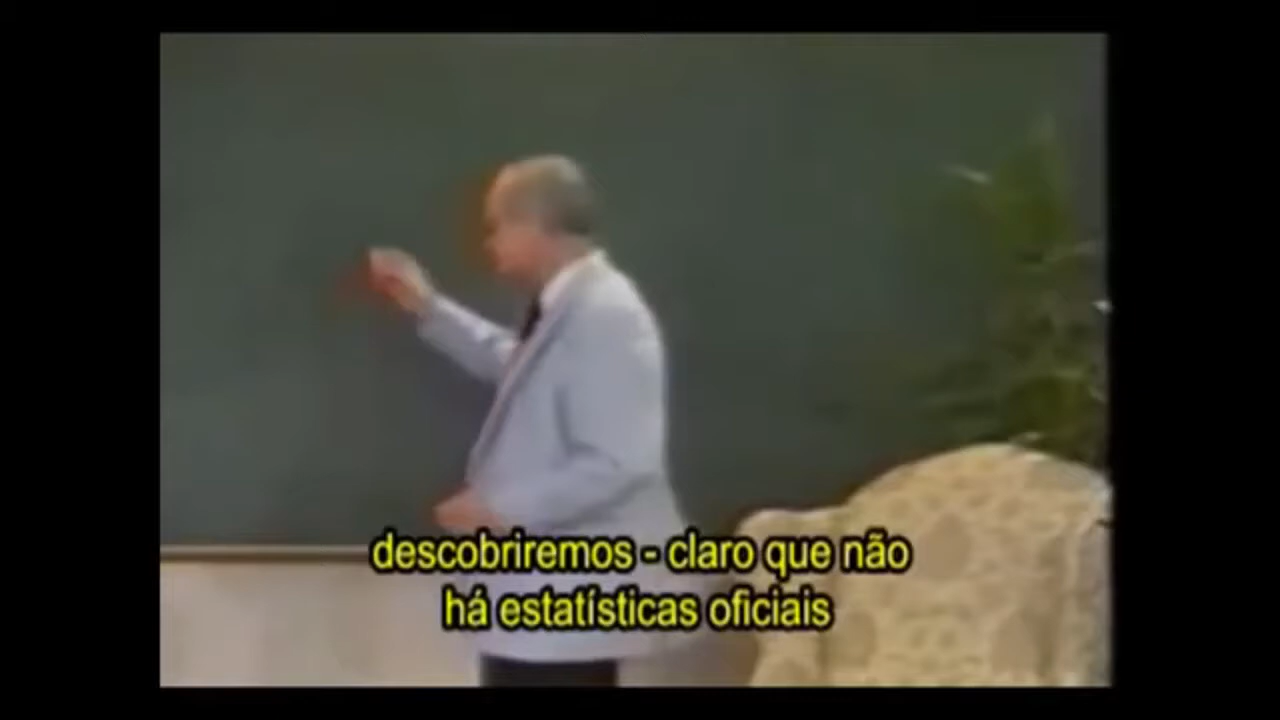 descobriremos - claro que não
há estatísticas oficiais